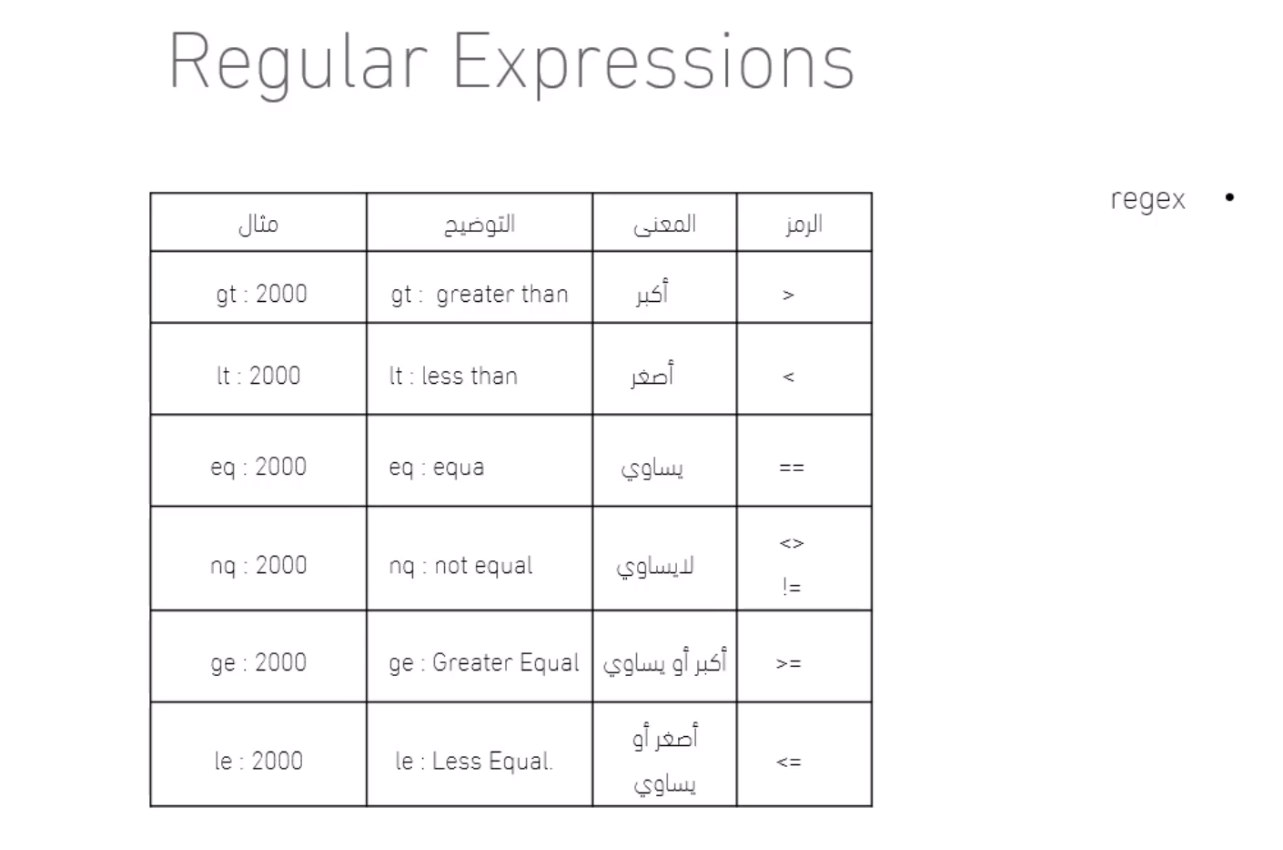 Regular Expressions
• regex
الرمز المعنى التوضيح مثال
> أكبر gt : greater than gt : 2000
< أصغر lt : less than lt : 2000
== يساوي eq : equa eq : 2000
<>
!= لايساوي nq : not equal nq : 2000
>= أكبر أو يساوي ge : Greater Equal ge : 2000
<= أصغر أو
يساوي le : Less Equal. le : 2000